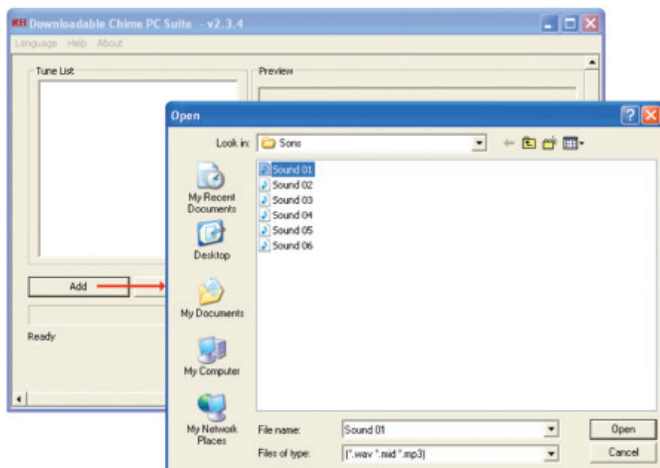 RH Downloadable Chime PC Suite - v2.3.4
Language Help About
Tune List
Preview
Add
Ready
Open
Look in:
Sons
My Recent Documents
Desktop
My Documents
My Computer
My Network Places
Sound 01
Sound 02
Sound 03
Sound 04
Sound 05
Sound 06
File name:
Sound 01
Open
Files of type:
(*.wav *.mid *.mp3)
Cancel